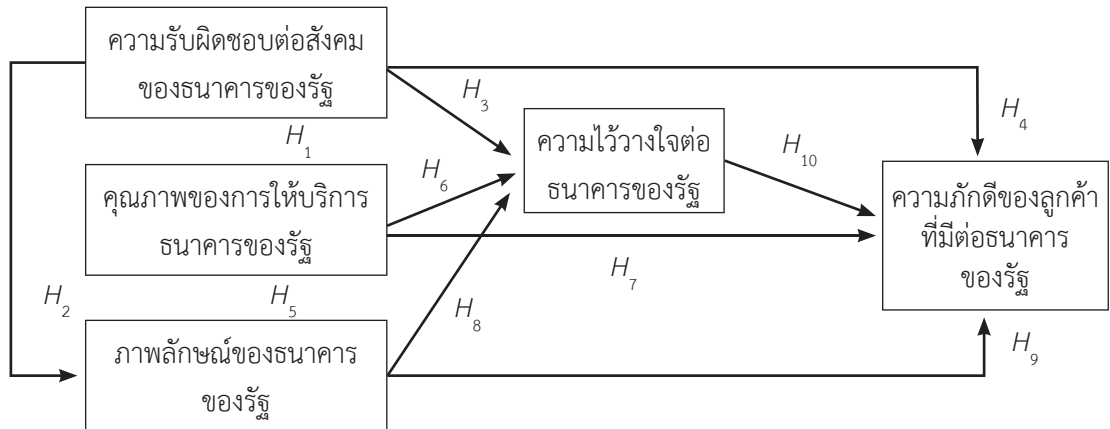 ความรับผิดชอบต่อสังคม
ของธนาคารของรัฐ
H3
H4
H1
ความไว้วางใจต่อ
ธนาคารของรัฐ
H10
H6
คุณภาพของการให้บริการ
ธนาคารของรัฐ
ความภักดีของลูกค้า
ที่มีต่อธนาคาร
ของรัฐ
H7
H2
H5
H8
ภาพลักษณ์ของธนาคาร
ของรัฐ
H9